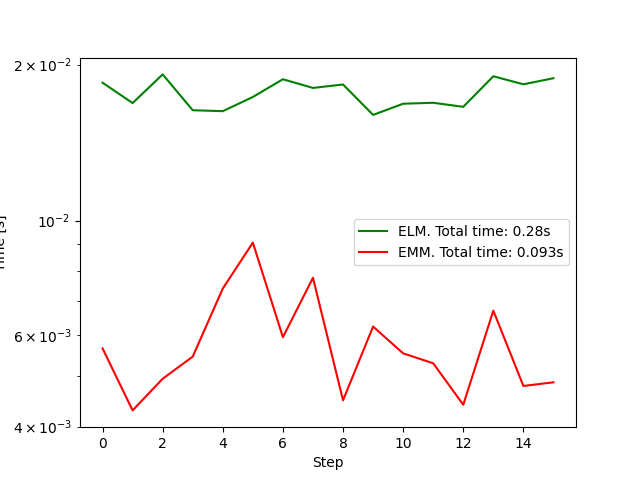 2 × 10⁻²
10⁻²
6 × 10⁻³
4 × 10⁻³
Time [s]
ELM. Total time: 0.28s
EMM. Total time: 0.093s
0 2 4 6 8 10 12 14
Step